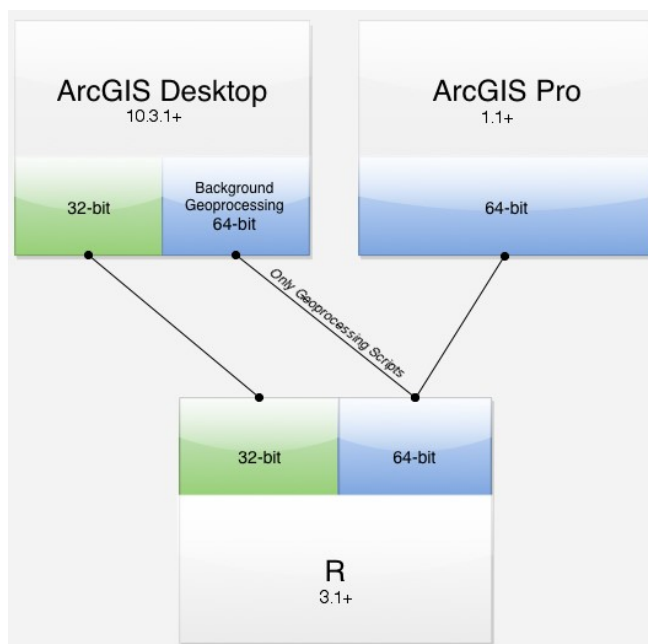 ArcGIS Desktop
10.3.1+
32-bit
Background
Geoprocessing
64-bit
ArcGIS Pro
1.1+
64-bit
Only Geoprocessing Scripts
32-bit
64-bit
R
3.1+